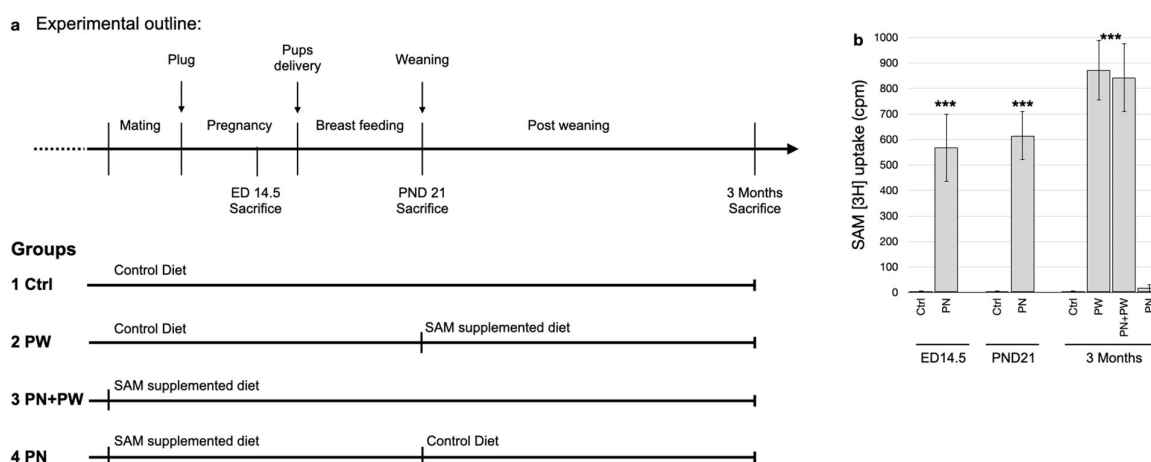 a Experimental outline:
Plug
Pups
delivery
Weaning
Mating
Pregnancy
Breast feeding
Post weaning
ED 14.5
Sacrifice
PND 21
Sacrifice
3 Months
Sacrifice
Groups
1 Ctrl
Control Diet
2 PW
Control Diet
SAM supplemented diet
3 PN+PW
SAM supplemented diet
4 PN
SAM supplemented diet
Control Diet
b
SAM [3H] uptake (cpm)
1000
900
800
700
600
500
400
300
200
100
0
***
***
***
Ctrl
PN
Ctrl
PN
Ctrl
PW
PN+PW
PN
ED14.5
PND21
3 Months